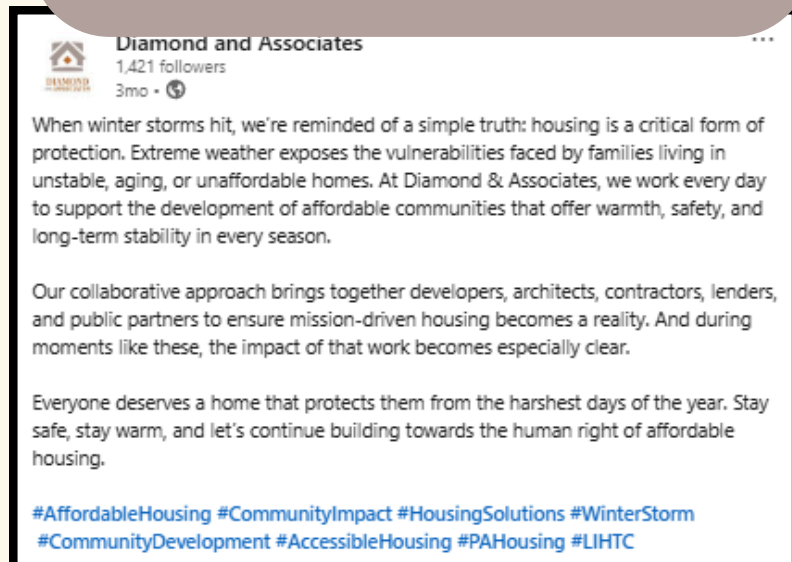 Diamond and Associates
1,421 followers
DIAMOND
3mo •
When winter storms hit, we're reminded of a simple truth: housing is a critical form of
protection. Extreme weather exposes the vulnerabilities faced by families living in
unstable, aging, or unaffordable homes. At Diamond & Associates, we work every day
to support the development of affordable communities that offer warmth, safety, and
long-term stability in every season.
Our collaborative approach brings together developers, architects, contractors, lenders,
and public partners to ensure mission-driven housing becomes a reality. And during
moments like these, the impact of that work becomes especially clear.
Everyone deserves a home that protects them from the harshest days of the year. Stay
safe, stay warm, and let's continue building towards the human right of affordable
housing.
#AffordableHousing #CommunityImpact #HousingSolutions #WinterStorm
#CommunityDevelopment #AccessibleHousing #PAHousing #LIHTC